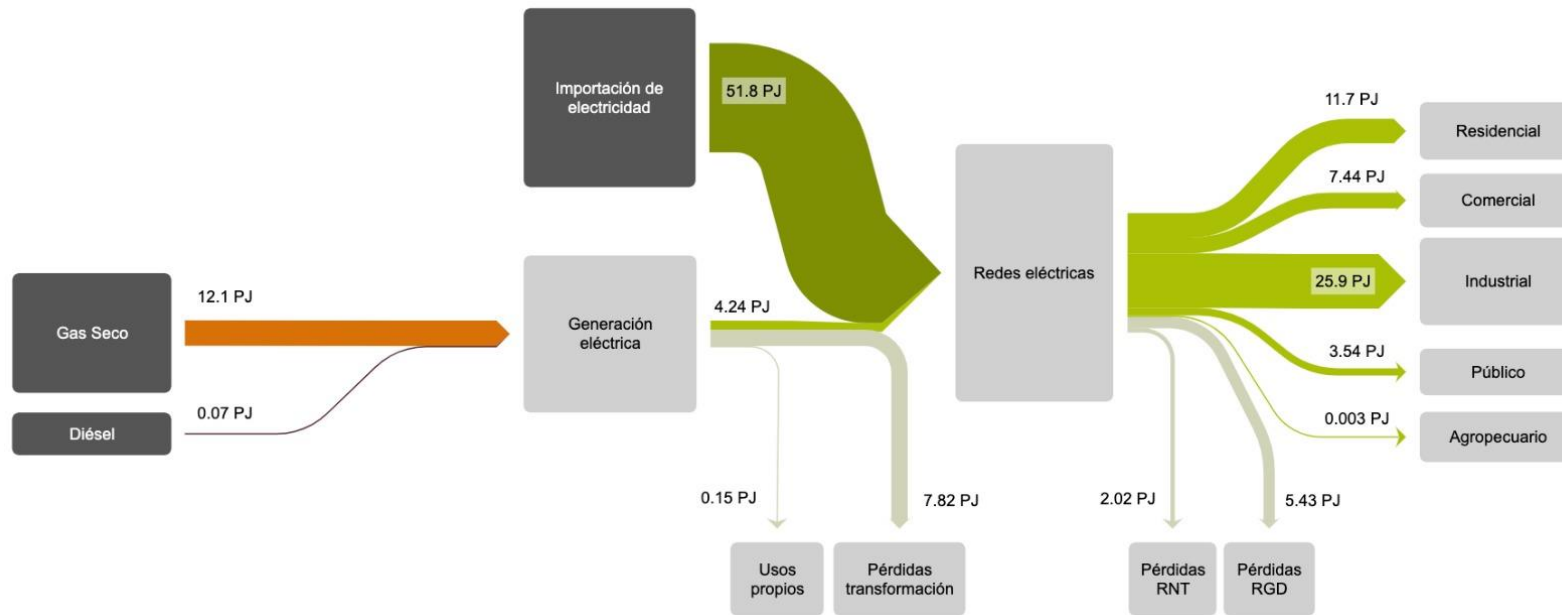 Importación de
electricidad
51.8 PJ
11.7 PJ
Residencial
7.44 PJ
Comercial
Redes eléctricas
25.9 PJ
Industrial
12.1 PJ
Gas Seco
4.24 PJ
Generación
eléctrica
3.54 PJ
Público
0.07 PJ
Diésel
0.003 PJ
Agropecuario
0.15 PJ
7.82 PJ
2.02 PJ
5.43 PJ
Usos
propios
Pérdidas
transformación
Pérdidas
RNT
Pérdidas
RGD